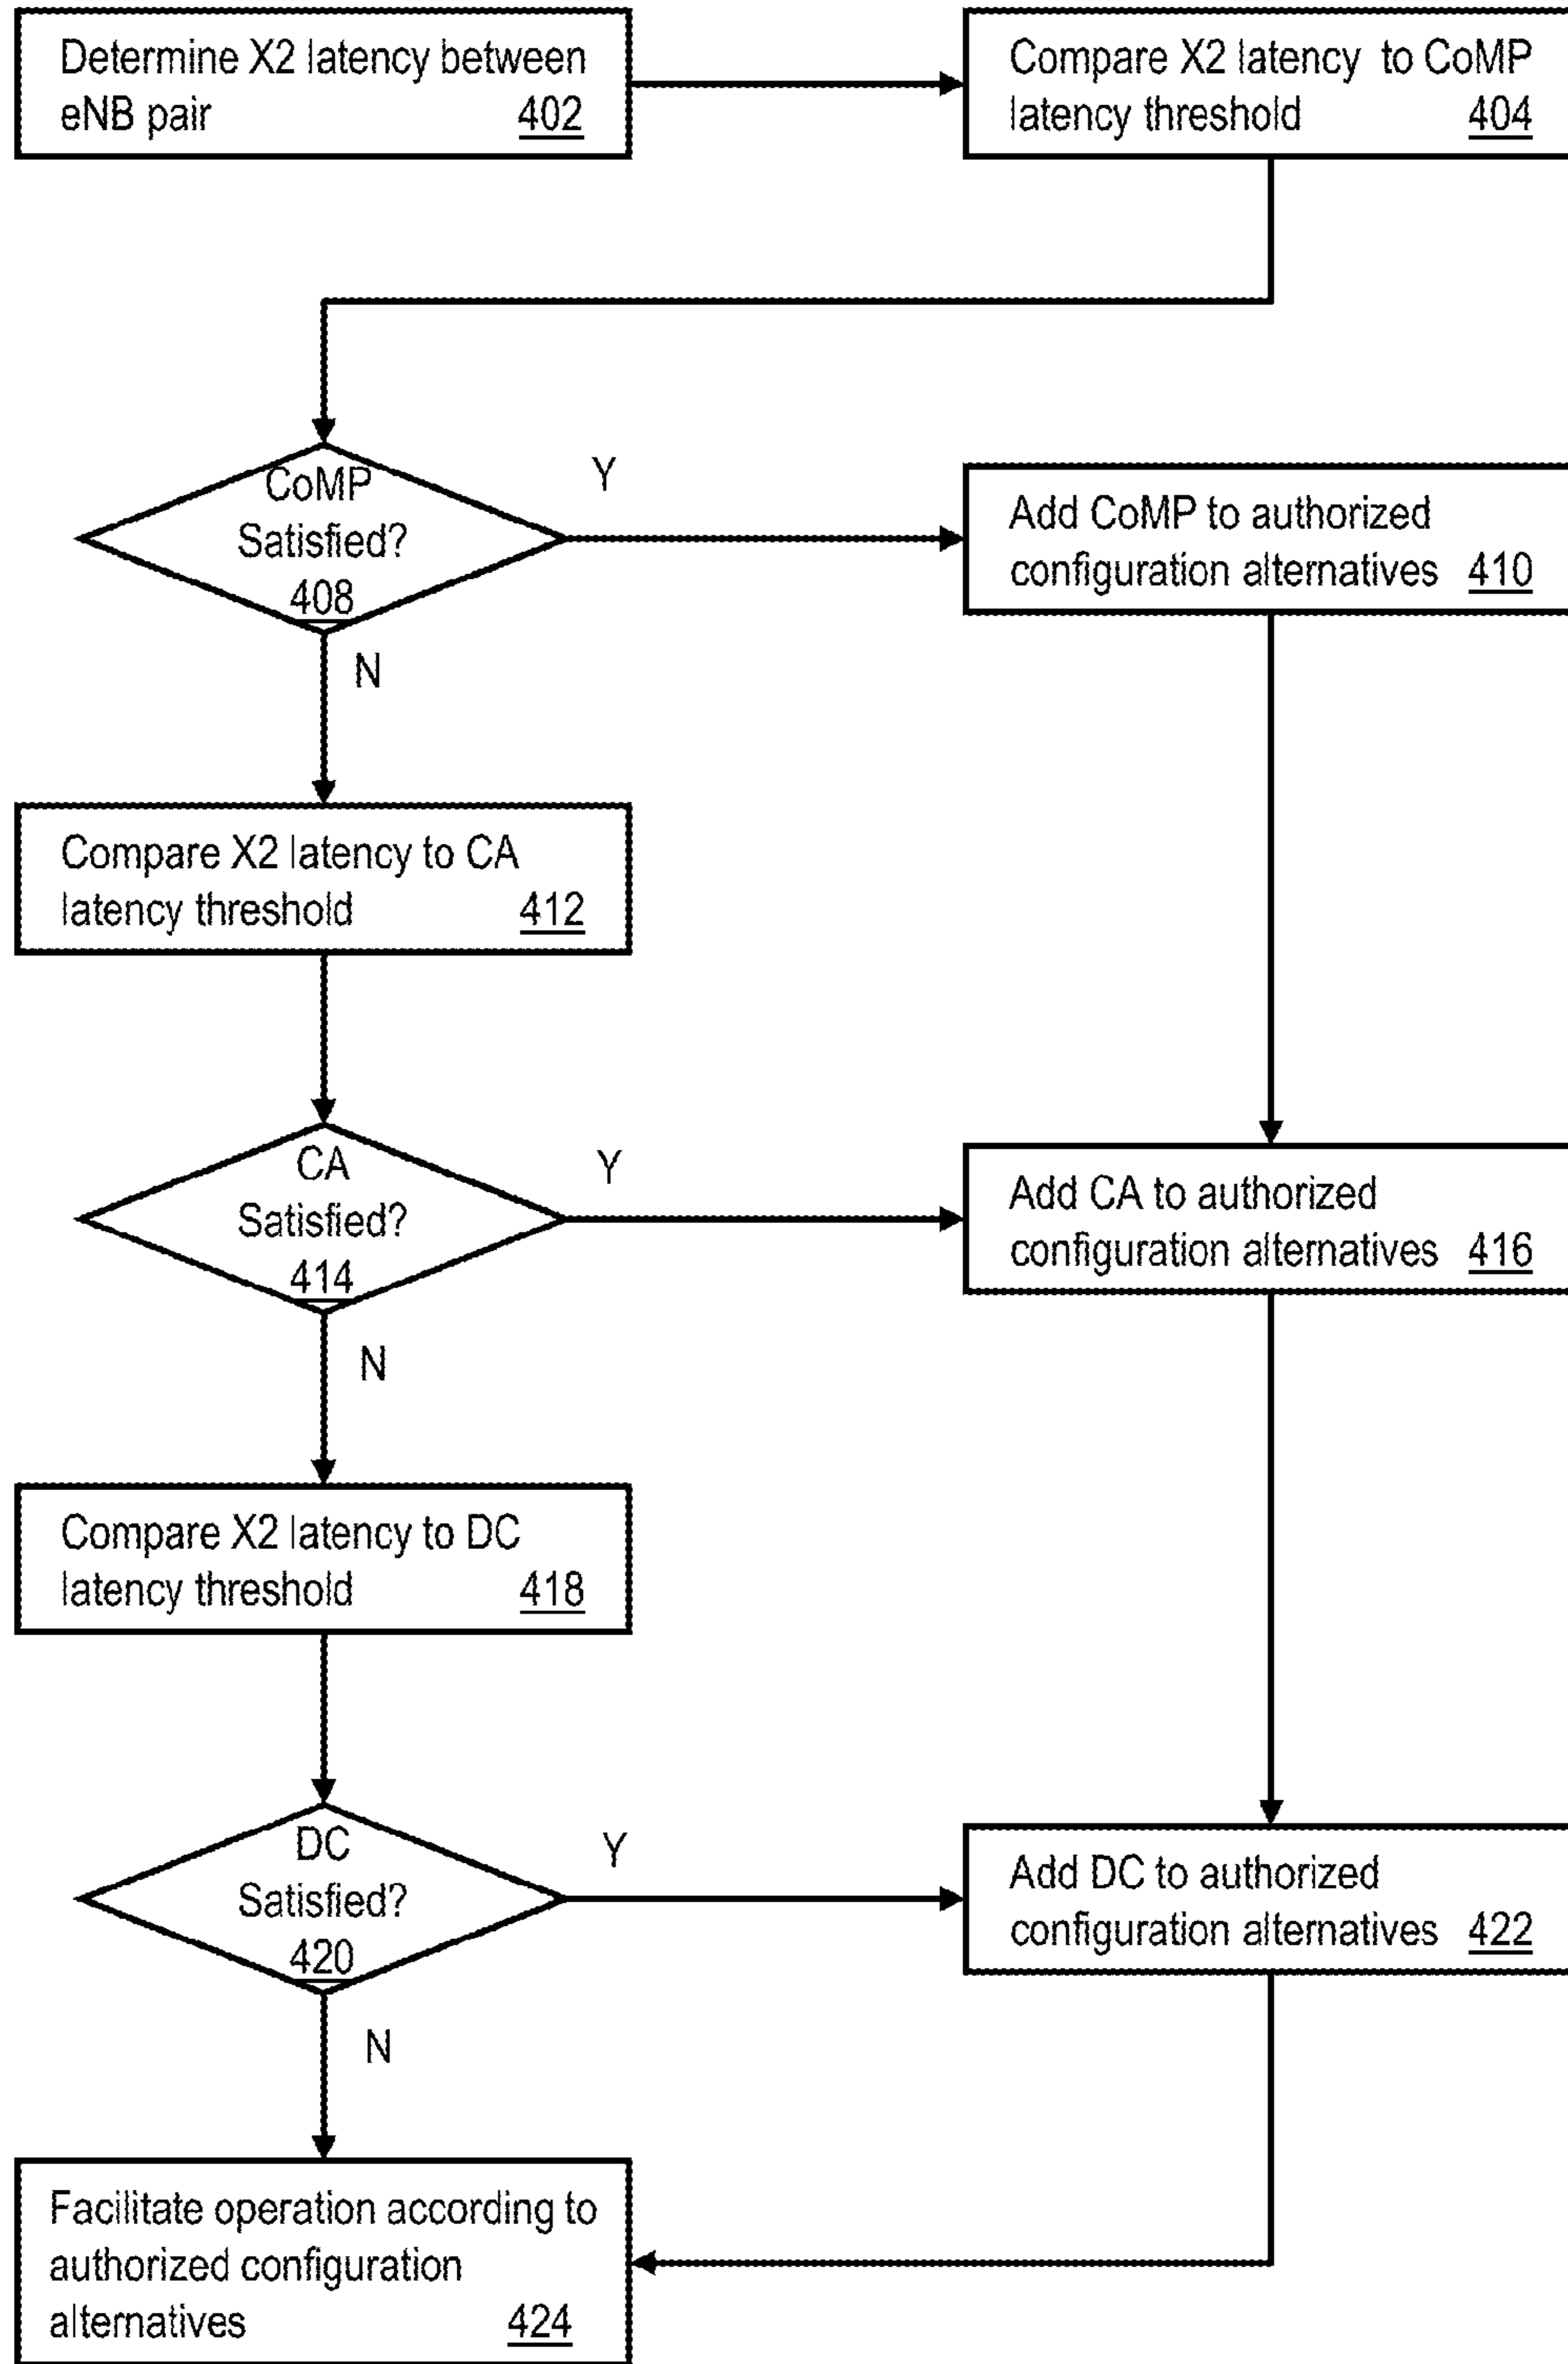 Determine X2 latency between
eNB pair 402
Compare X2 latency to CoMP
latency threshold 404
CoMP
Satisfied?
408
Y
N
Add CoMP to authorized
configuration alternatives 410
Compare X2 latency to CA
latency threshold 412
CA
Satisfied?
414
Y
N
Add CA to authorized
configuration alternatives 416
Compare X2 latency to DC
latency threshold 418
DC
Satisfied?
420
Y
N
Add DC to authorized
configuration alternatives 422
Facilitate operation according to
authorized configuration
alternatives 424